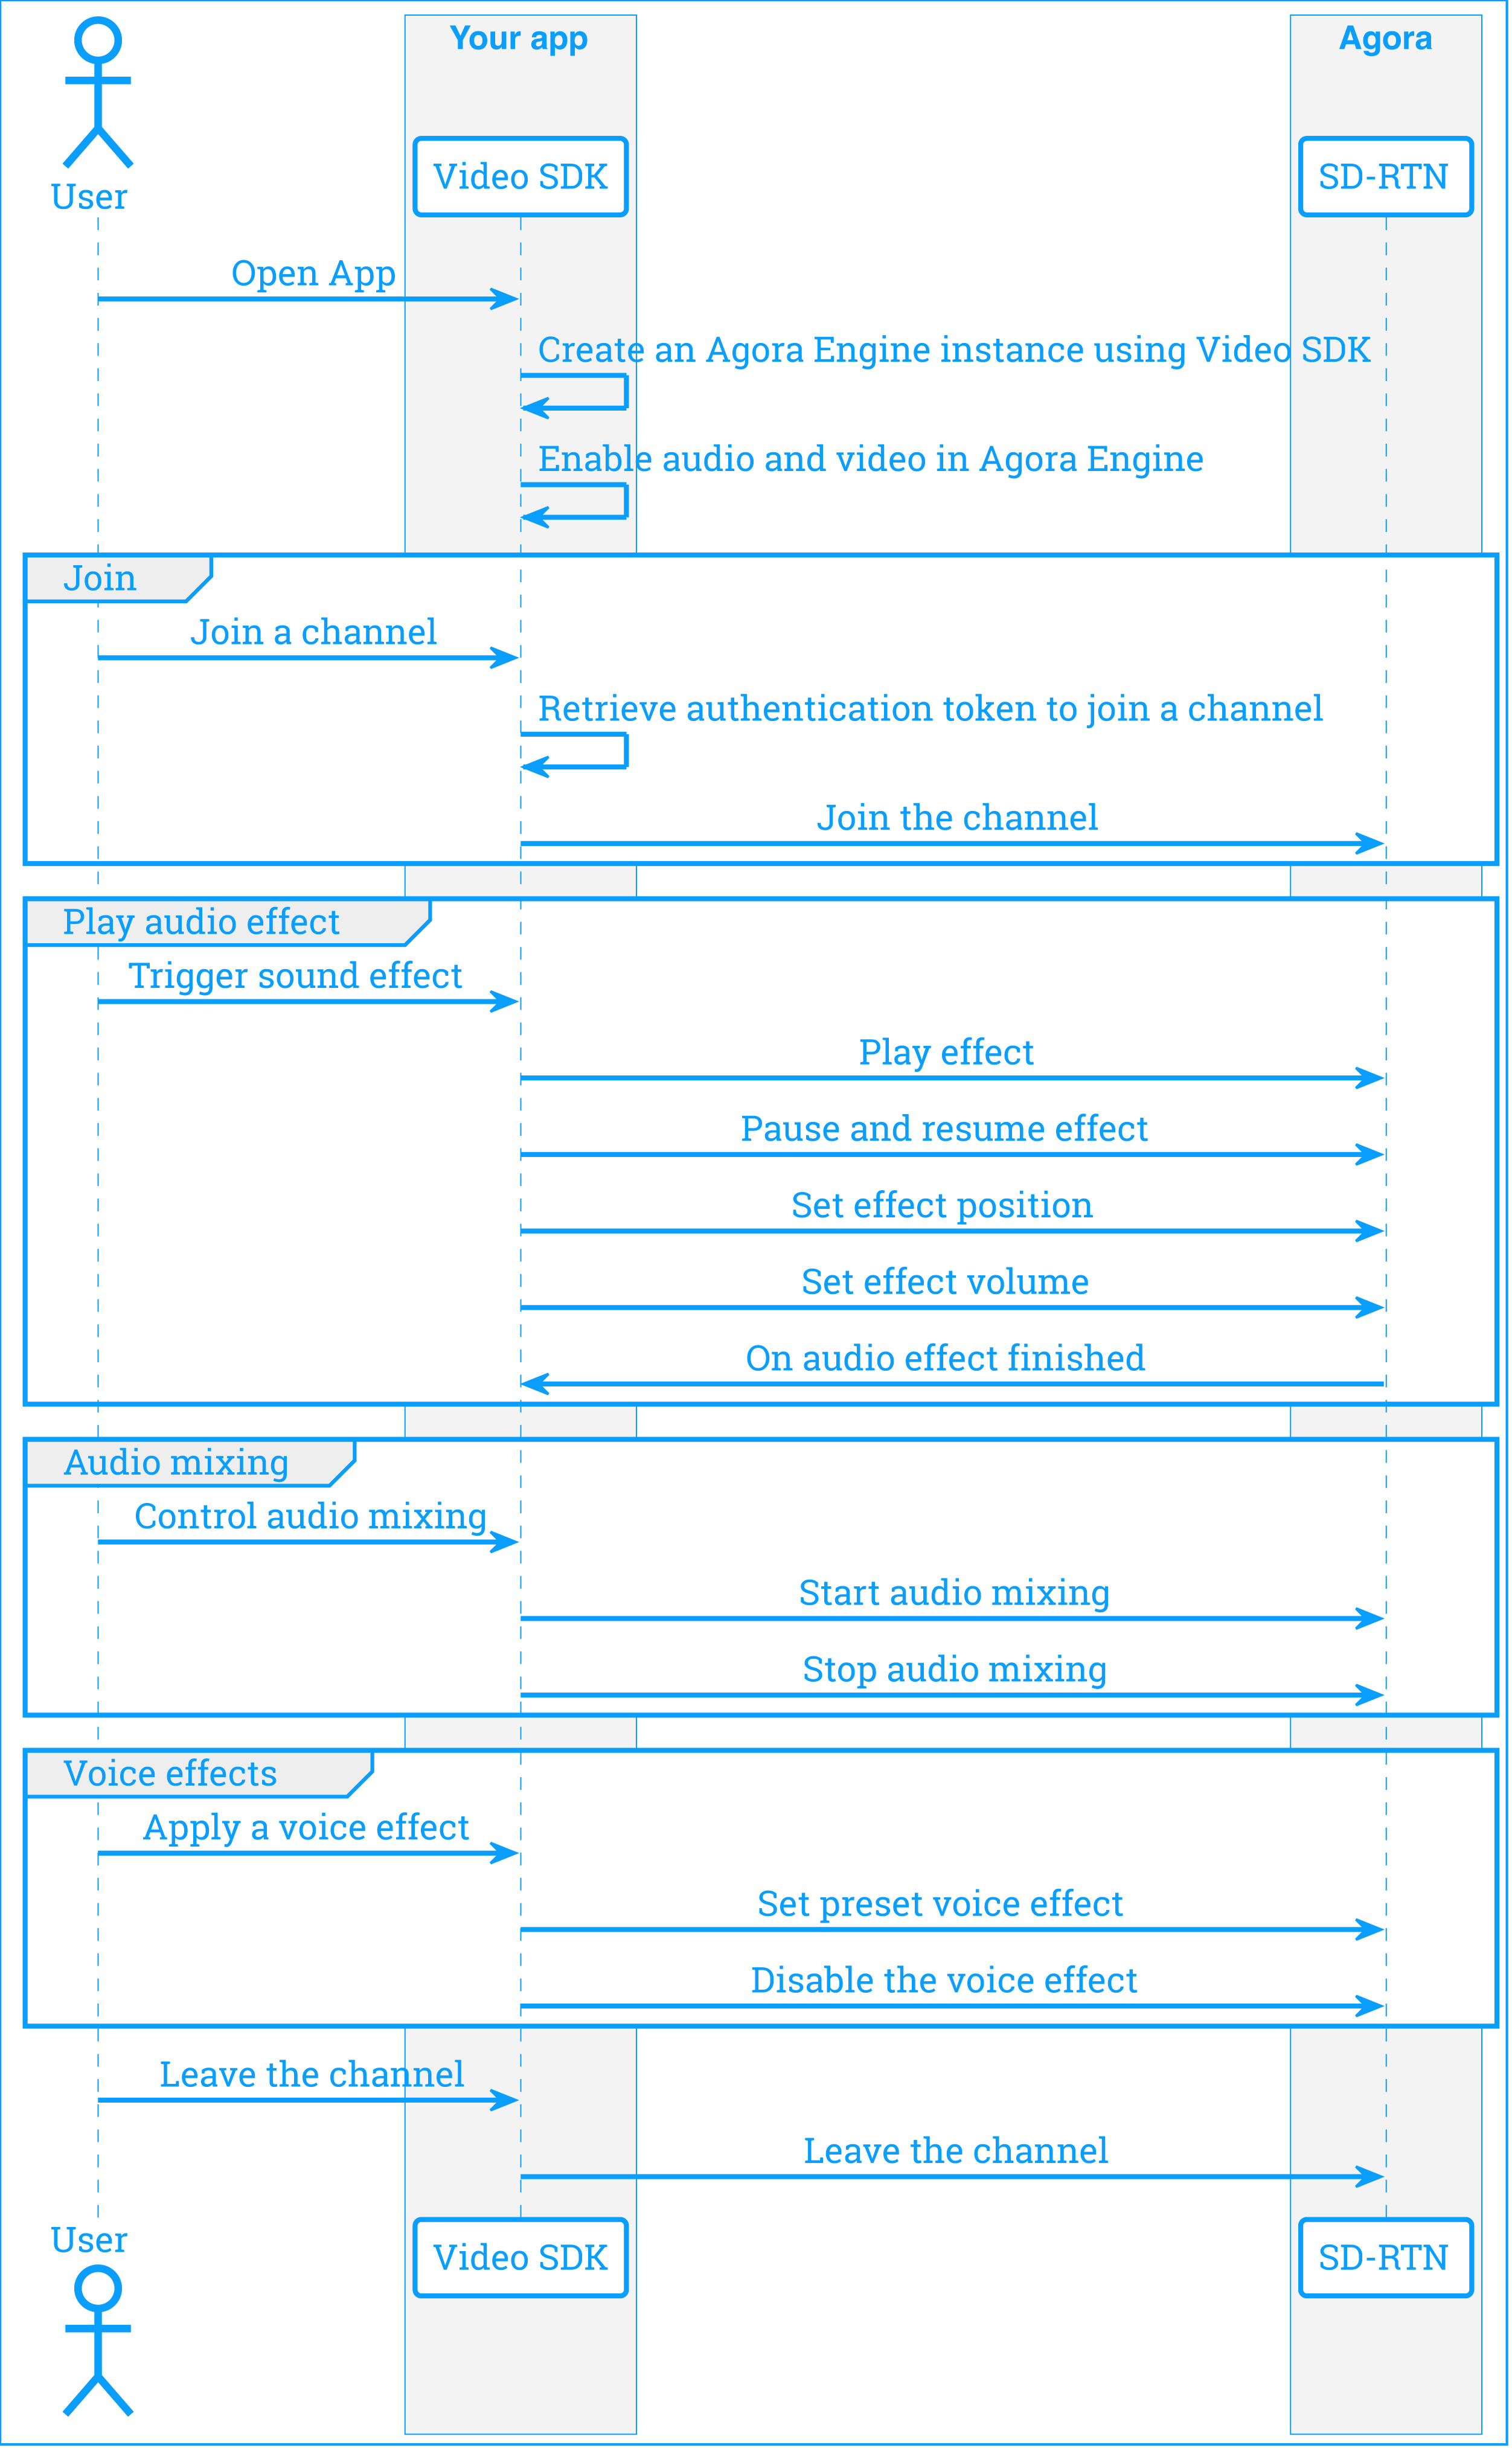 Your app
Agora
User
Video SDK
SD-RTN
Open App
Create an Agora Engine instance using Video SDK
Enable audio and video in Agora Engine
Join
Join a channel
Retrieve authentication token to join a channel
Join the channel
Play audio effect
Trigger sound effect
Play effect
Pause and resume effect
Set effect position
Set effect volume
On audio effect finished
Audio mixing
Control audio mixing
Start audio mixing
Stop audio mixing
Voice effects
Apply a voice effect
Set preset voice effect
Disable the voice effect
Leave the channel
Leave the channel
User
Video SDK
SD-RTN